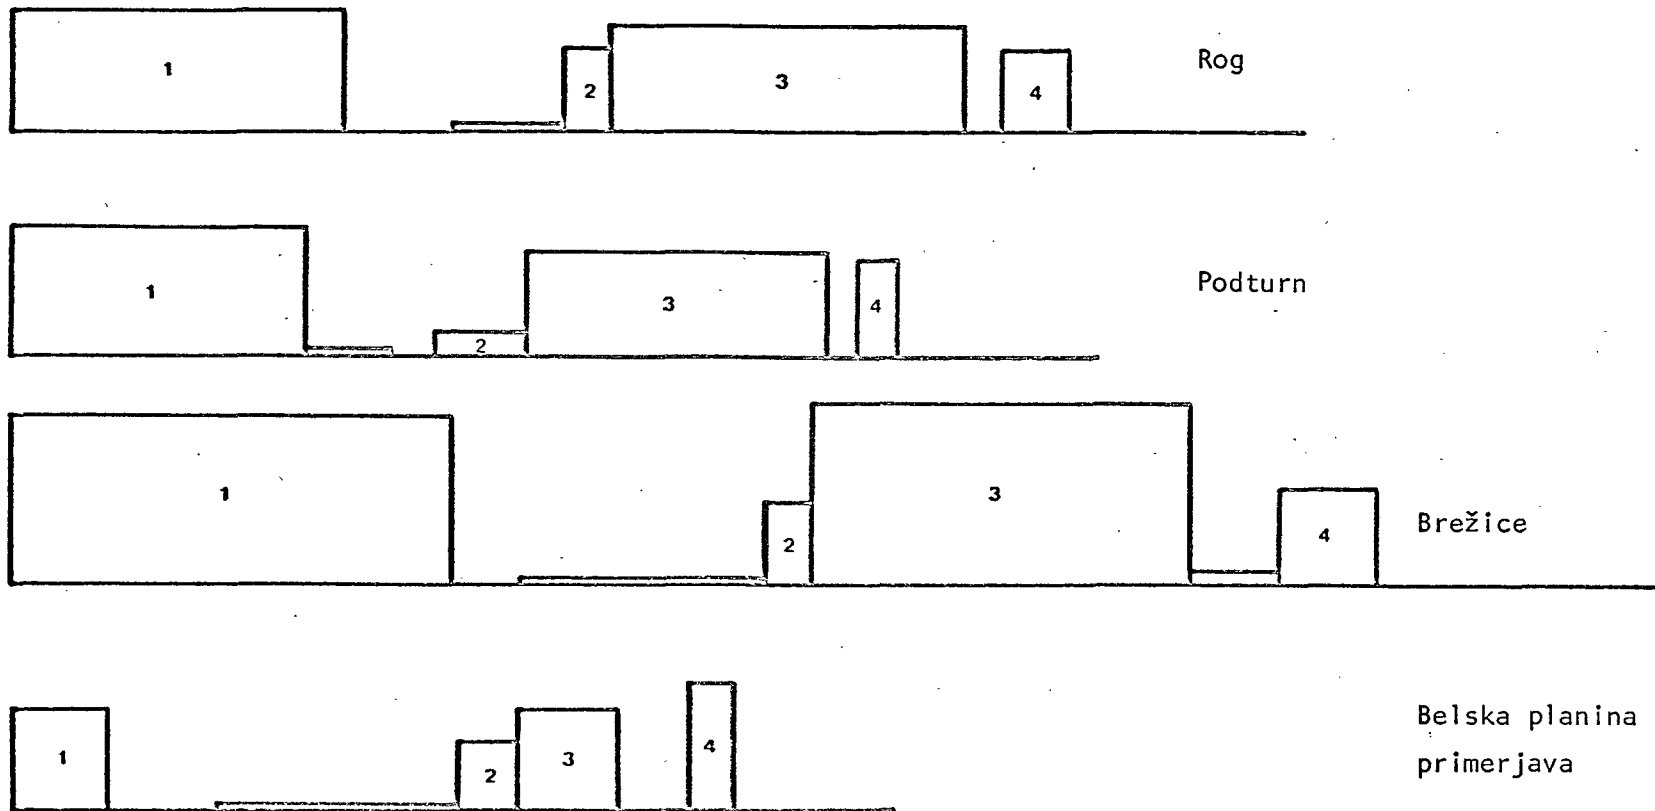 1 2 3 4 Rog
1 2 3 4 Podturn
1 2 3 4 Brežice
1 2 3 4 Belska planina
primerjava